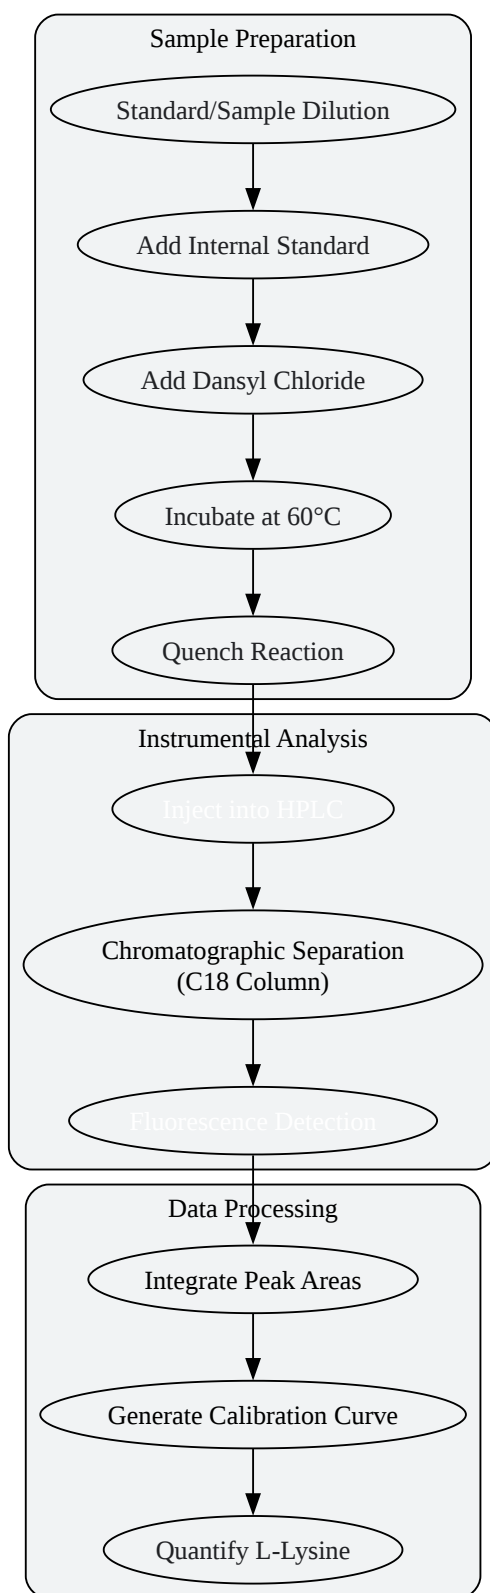 Sample Preparation
Standard/Sample Dilution
Add Internal Standard
Add Dansyl Chloride
Incubate at 60°C
Quench Reaction
Instrumental Analysis
Inject into HPLC
Chromatographic Separation
(C18 Column)
Fluorescence Detection
Data Processing
Integrate Peak Areas
Generate Calibration Curve
Quantify L-Lysine